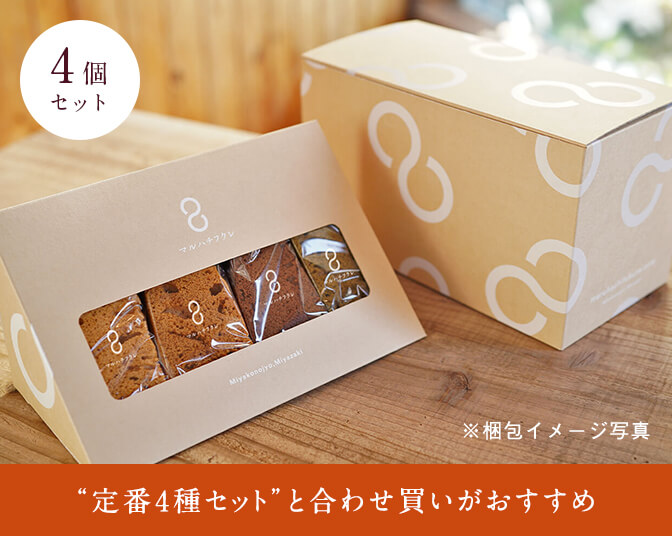 4個
セット
マルハチフクレ
Miyakonojyo, Miyazaki
※梱包イメージ写真
“定番4種セット”と合わせ買いがおすすめ